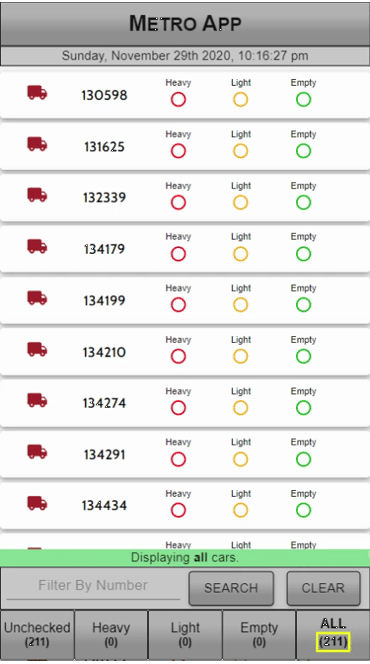 METRO APP
Sunday, November 29th 2020, 10:16:27 pm
Heavy Light Empty
130598
Heavy Light Empty
131625
Heavy Light Empty
132339
Heavy Light Empty
134179
Heavy Light Empty
134199
Heavy Light Empty
134210
Heavy Light Empty
134274
Heavy Light Empty
134291
Heavy Light Empty
134434
Heavy Light Empty
Displaying all cars.
Filter By Number SEARCH CLEAR
Unchecked Heavy Light Empty ALL
(211) (0) (0) (0) (211)